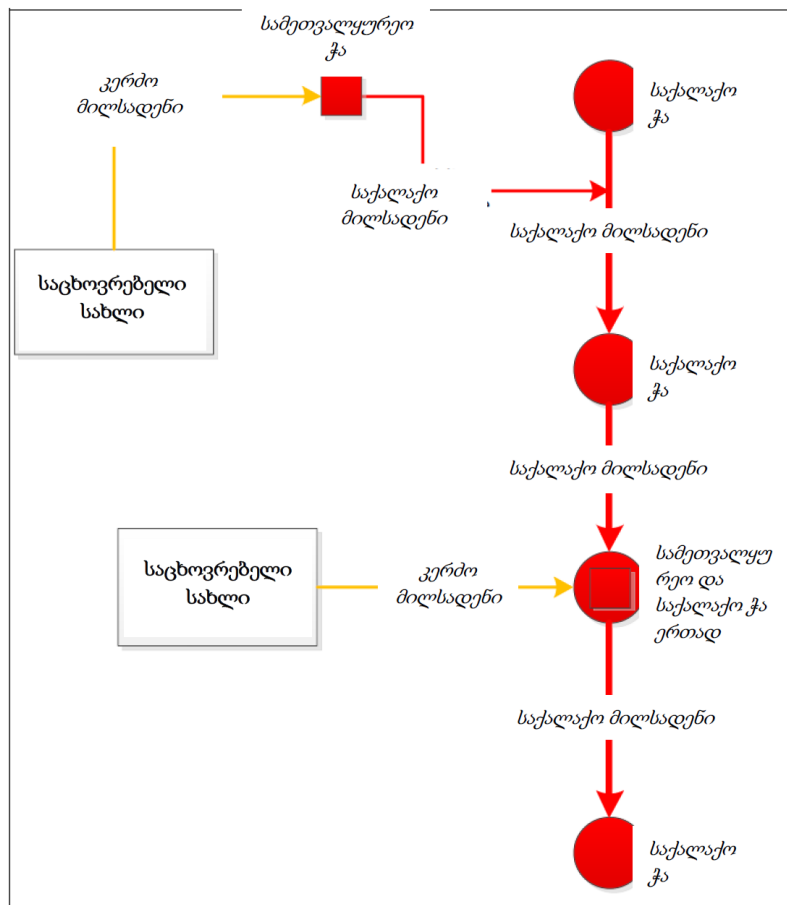 სამეთვალყურეო
ჭა
კერძო
მილსადენი
საქალაქო
ჭა
საქალაქო
მილსადენი
საქალაქო მილსადენი
საცხოვრებელი
სახლი
საქალაქო
ჭა
საქალაქო მილსადენი
საცხოვრებელი
სახლი
კერძო
მილსადენი
სამეთვალყუ
რეო და
საქალაქო ჭა
ერთად
საქალაქო მილსადენი
საქალაქო
ჭა